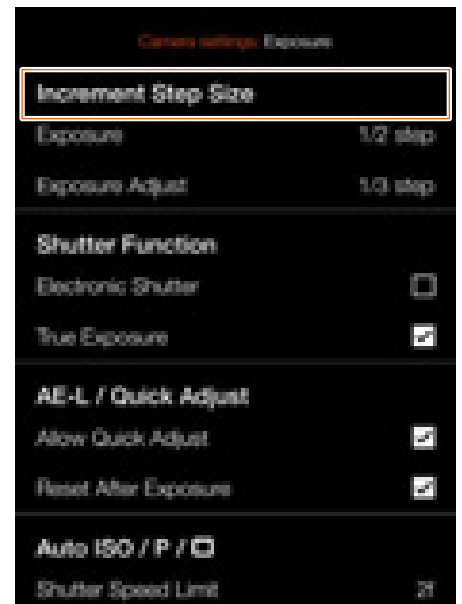 Camera settings: Exposure
Increment Step Size
Exposure 1/2 step
Exposure Adjust 1/3 step
Shutter Function
Electronic Shutter
True Exposure
AE-L / Quick Adjust
Allow Quick Adjust
Reset After Exposure
Auto ISO / P /
Shutter Speed Limit